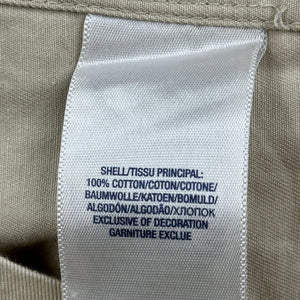 SHELL/TISSU PRINCIPAL:
100% COTTON/COTON/COTONE/
BAUMWOLLE/KATOEN/BOMULD/
ALGODÓN/ALGODÃO/ХЛОПОК
EXCLUSIVE OF DECORATION
GARNITURE EXCLUE